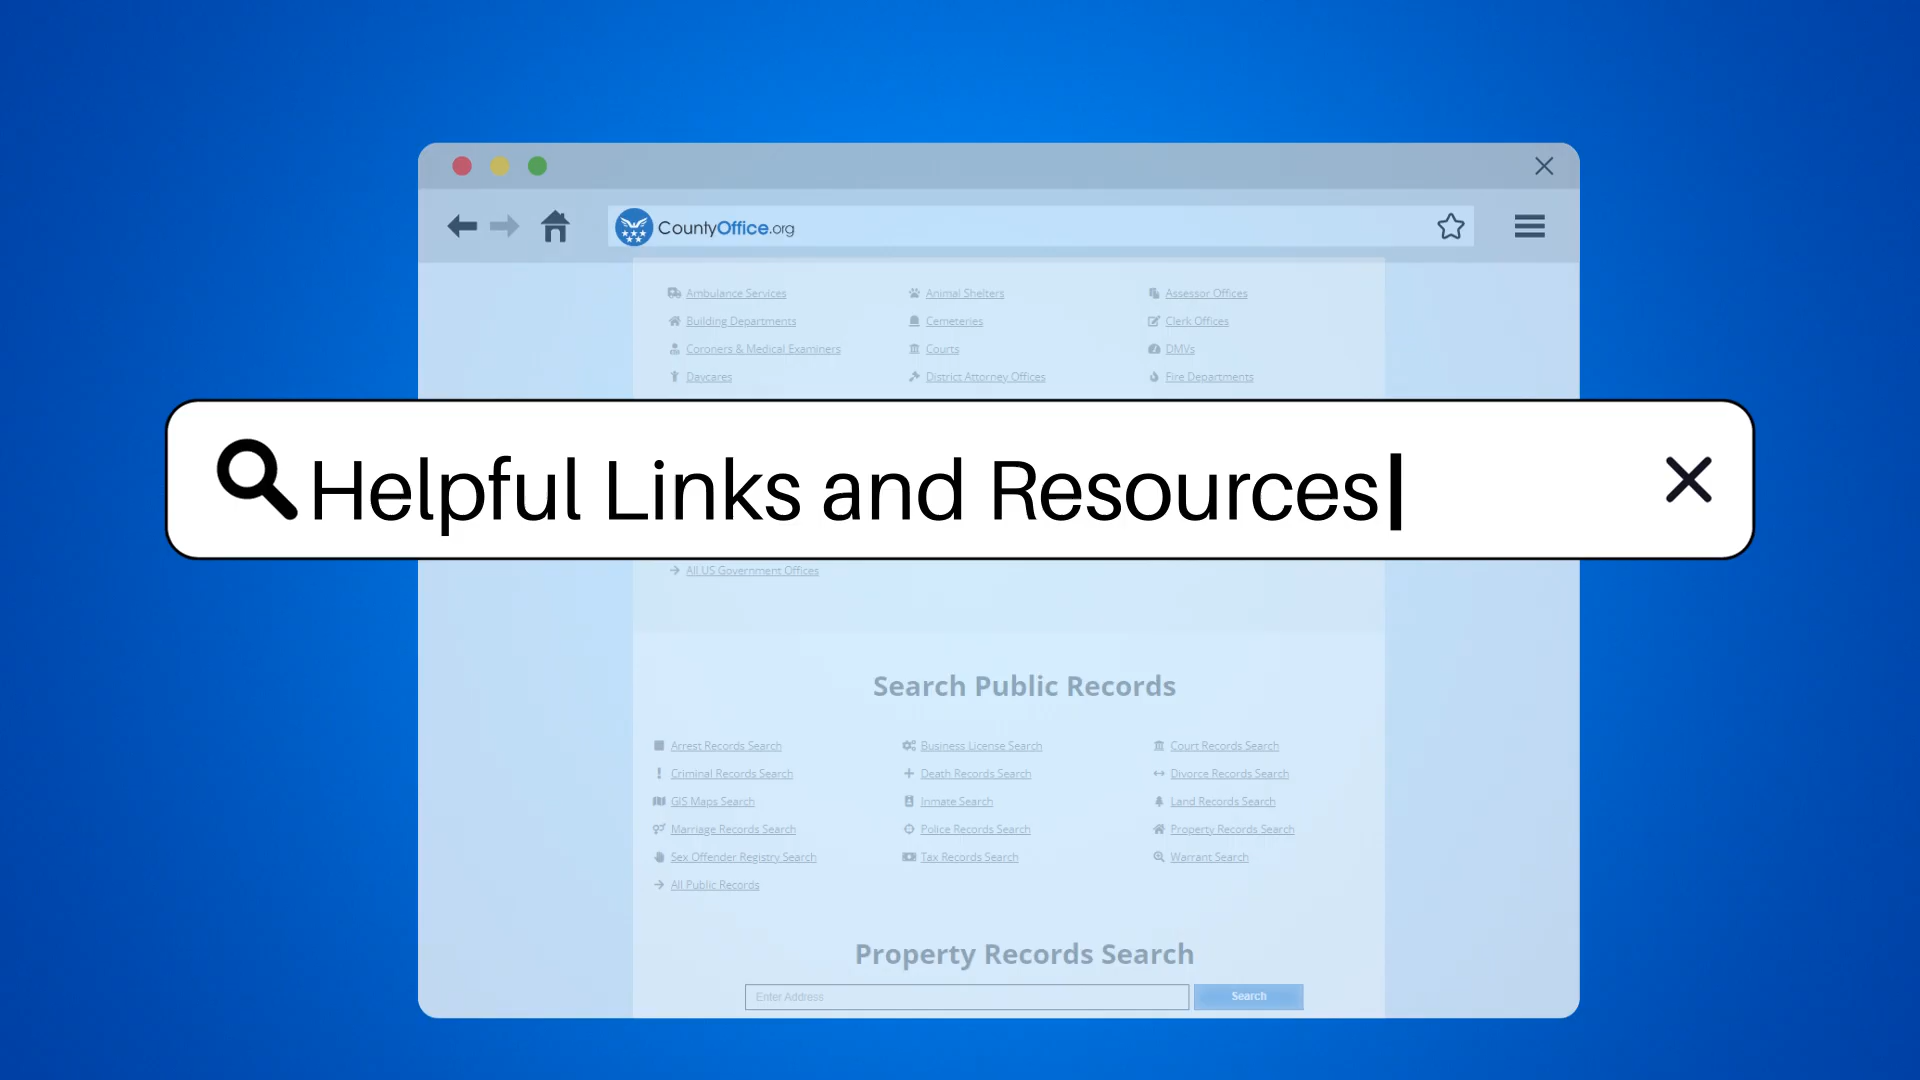 CountyOffice.org
Ambulance Services Animal Shelters Assessor Offices
Building Departments Cemeteries Clerk Offices
Coroners & Medical Examiners Courts DMVs
Daycares District Attorney Offices Fire Departments
Helpful Links and Resources
All US Government Offices
Search Public Records
Arrest Records Search Business License Search Court Records Search
Criminal Records Search Death Records Search Divorce Records Search
GIS Maps Search Inmate Search Land Records Search
Marriage Records Search Police Records Search Property Records Search
Sex Offender Registry Search Tax Records Search Warrant Search
All Public Records
Property Records Search
Enter Address Search